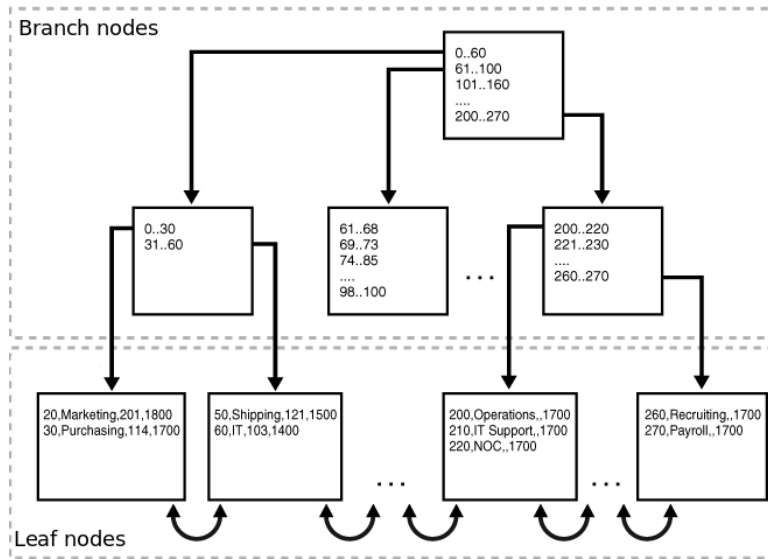 Branch nodes
0..60
61..100
101..160
....
200..270
0..30
31..60
61..68
69..73
74..85
....
98..100
...
200..220
221..230
....
260..270
20,Marketing,201,1800
30,Purchasing,114,1700
50,Shipping,121,1500
60,IT,103,1400
...
200,Operations,,1700
210,IT Support,,1700
220,NOC,,1700
...
260,Recruiting,,1700
270,Payroll,,1700
Leaf nodes